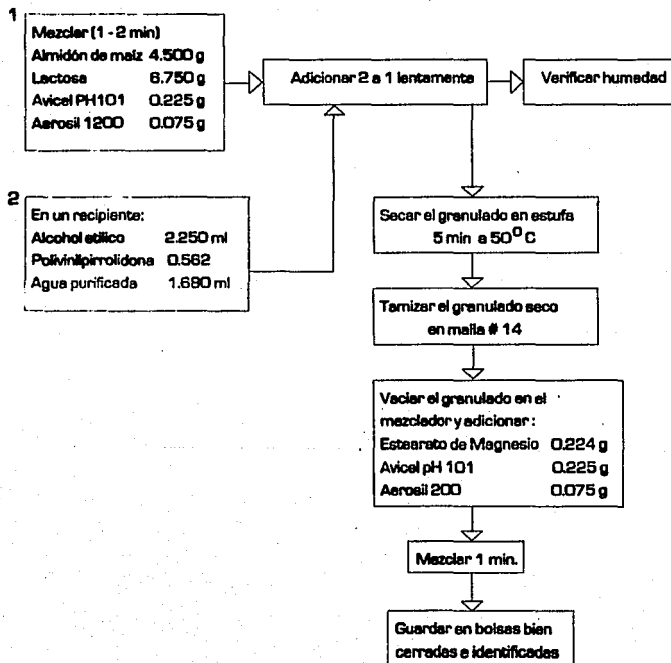 1
Mezclar (1 - 2 min)
Almidón de maíz 4.500 g
Lactosa 6.750 g
Avicel PH101 0.225 g
Aerosil 1200 0.075 g
Adicionar 2 a 1 lentamente
Verificar humedad
2
En un recipiente:
Alcohol etílico 2.250 ml
Polivinilpirrolidona 0.562
Agua purificada 1.680 ml
Secar el granulado en estufa
5 min a 50° C
Tamizar el granulado seco
en malla # 14
Vaciar el granulado en el
mezclador y adicionar :
Estearato de Magnesio 0.224 g
Avicel pH 101 0.225 g
Aerosil 200 0.075 g
Mezclar 1 min.
Guardar en bolsas bien
cerradas e identificadas